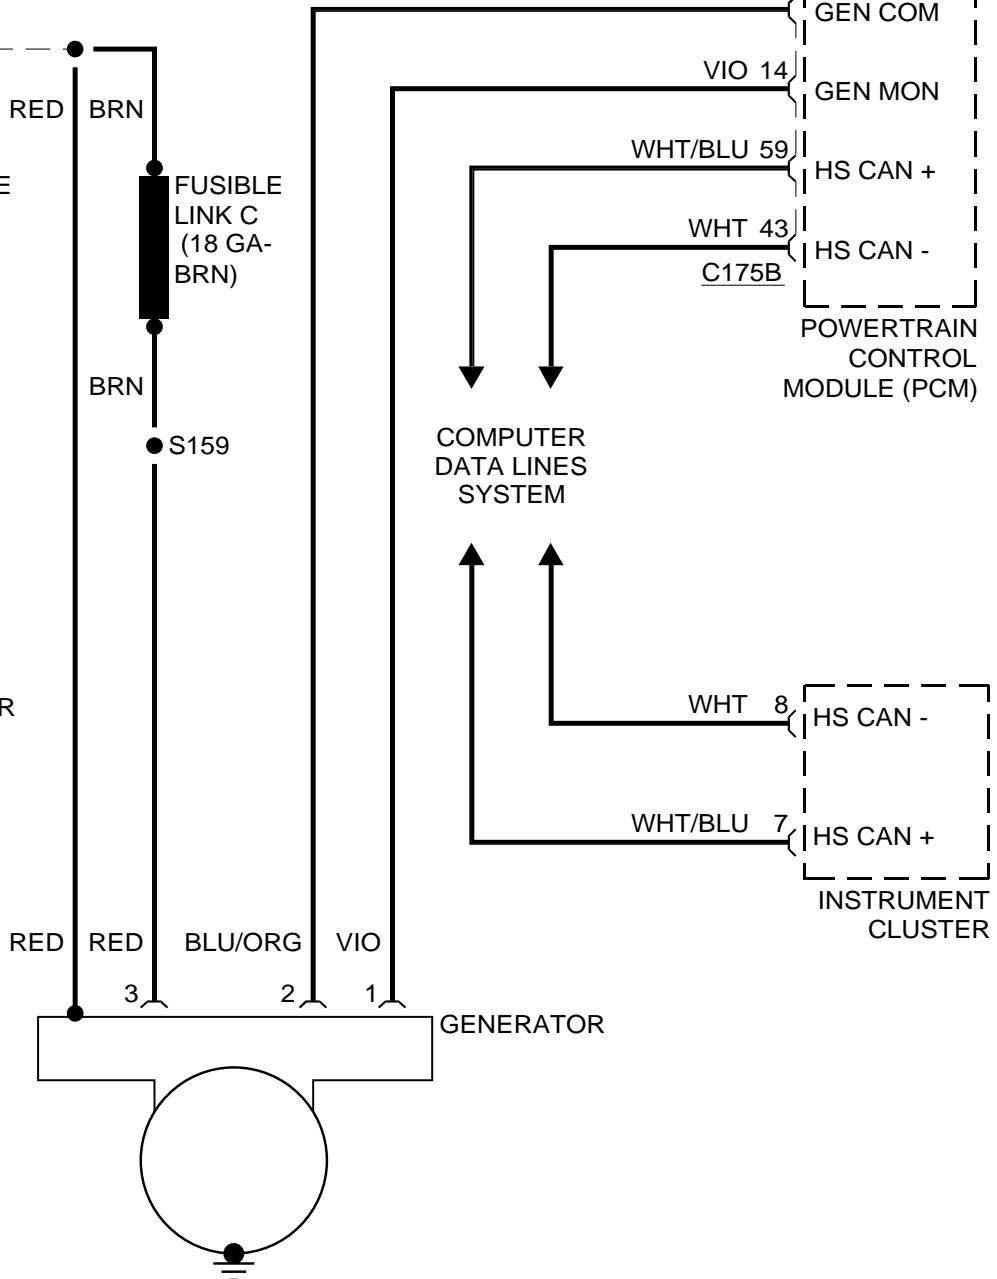 GEN COM
VIO 14
GEN MON
RED BRN
WHT/BLU 59
HS CAN +
E
FUSIBLE
LINK C
(18 GA-
BRN)
WHT 43
HS CAN -
C175B
POWERTRAIN
CONTROL
MODULE (PCM)
BRN
S159
COMPUTER
DATA LINES
SYSTEM
R
WHT 8
HS CAN -
WHT/BLU 7
HS CAN +
INSTRUMENT
CLUSTER
RED RED BLU/ORG VIO
3 2 1
GENERATOR